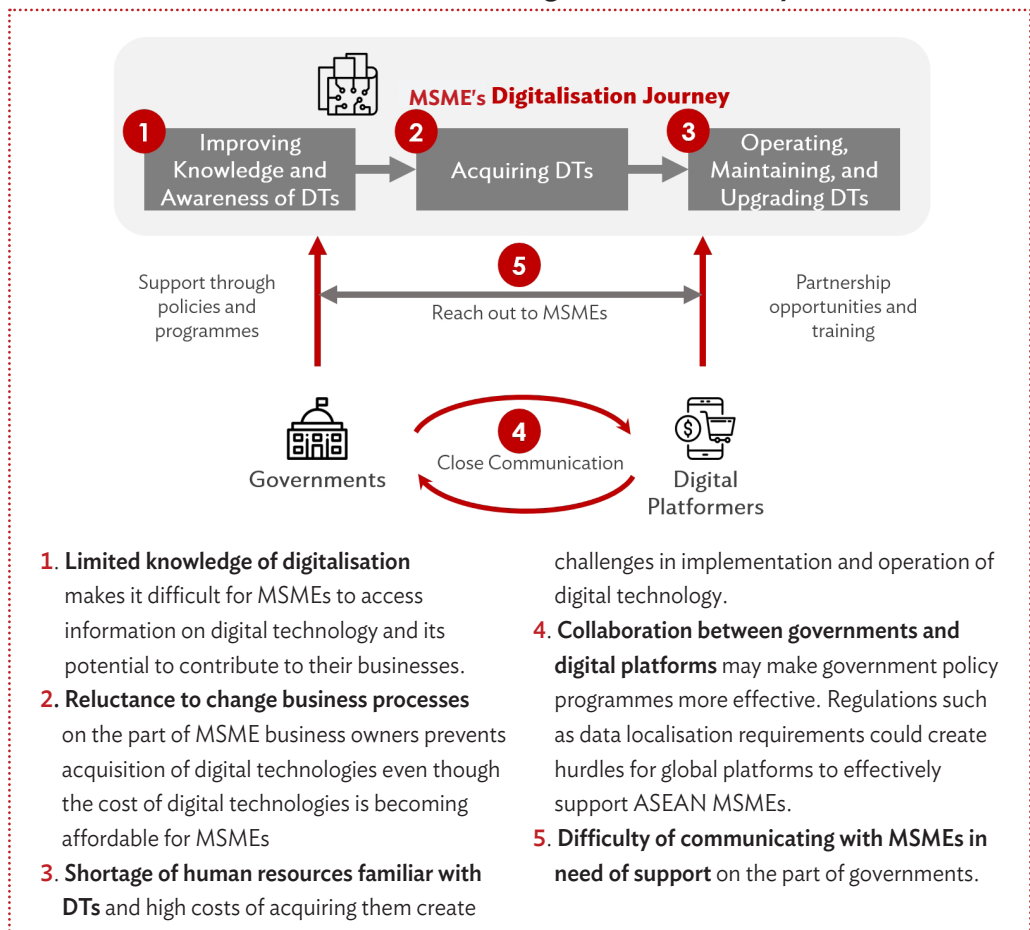 MSME's Digitalisation Journey
1
Improving
Knowledge and
Awareness of DTs
2
Acquiring DTs
3
Operating,
Maintaining, and
Upgrading DTs
Support through
policies and
programmes
5
Reach out to MSMEs
Partnership
opportunities and
training
4
Close Communication
Governments
Digital
Platformers
1. Limited knowledge of digitalisation
makes it difficult for MSMEs to access
information on digital technology and its
potential to contribute to their businesses.
2. Reluctance to change business processes
on the part of MSME business owners prevents
acquisition of digital technologies even though
the cost of digital technologies is becoming
affordable for MSMEs
3. Shortage of human resources familiar with
DTs and high costs of acquiring them create
challenges in implementation and operation of
digital technology.
4. Collaboration between governments and
digital platforms may make government policy
programmes more effective. Regulations such
as data localisation requirements could create
hurdles for global platforms to effectively
support ASEAN MSMEs.
5. Difficulty of communicating with MSMEs in
need of support on the part of governments.